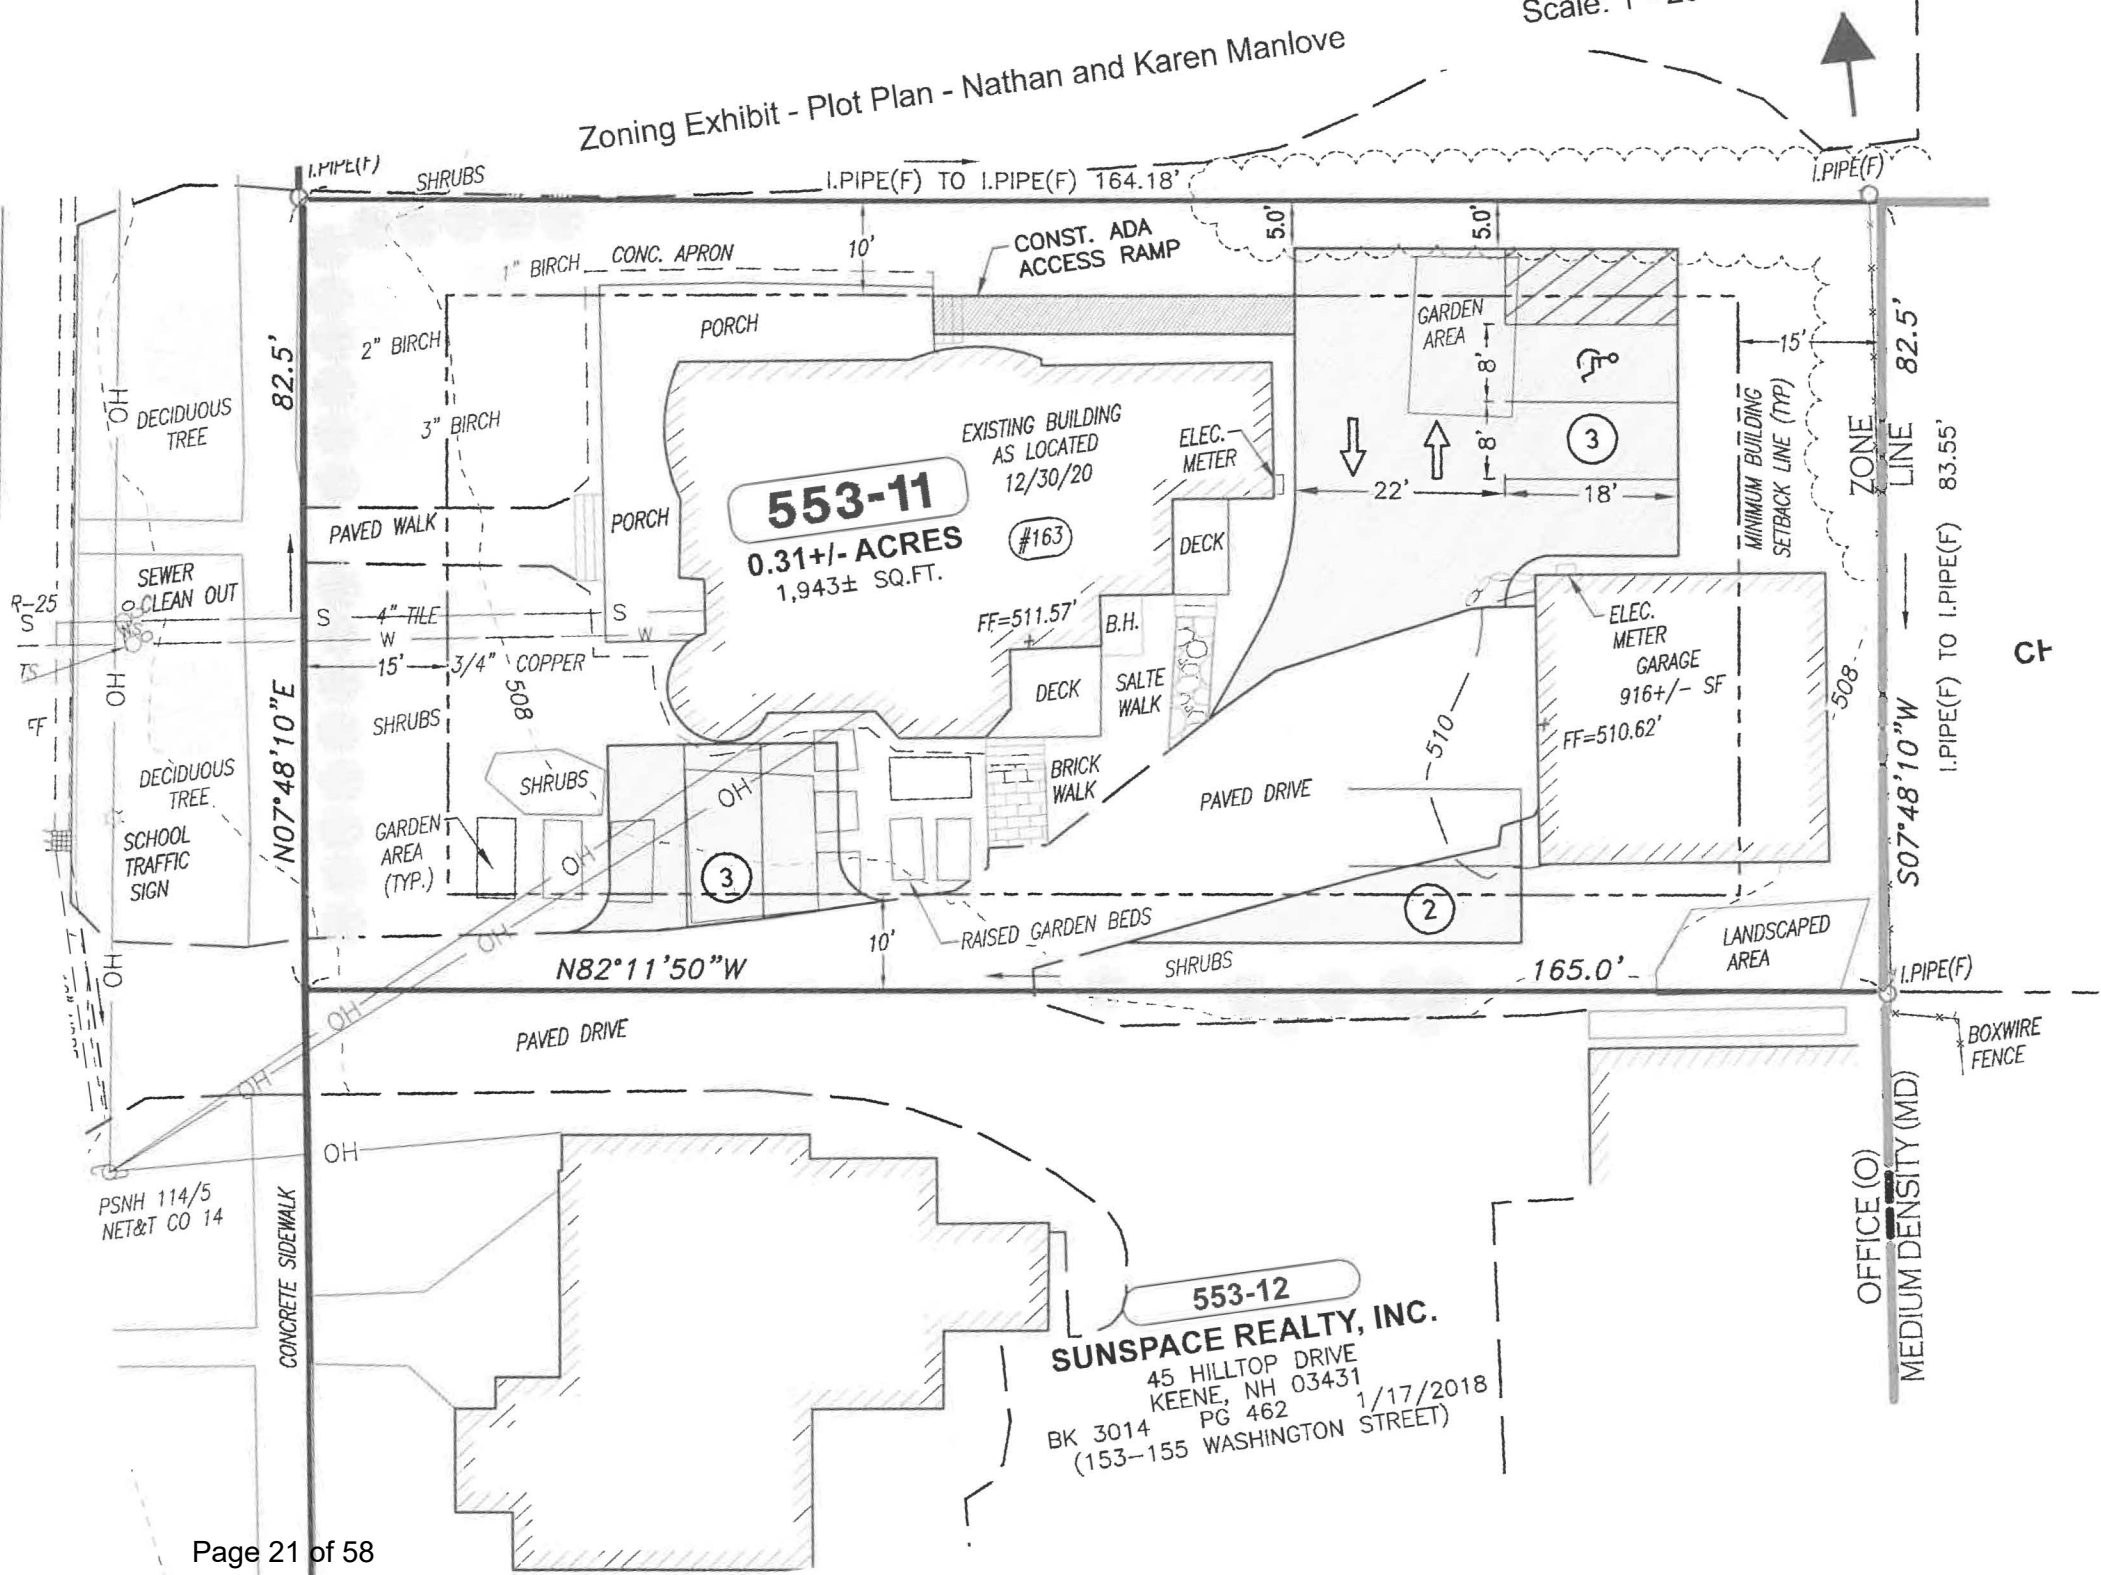 Zoning Exhibit - Plot Plan - Nathan and Karen Manlove
Scale: 1"
I.PIPE(F)
SHRUBS
I.PIPE(F) TO I.PIPE(F) 164.18'
I.PIPE(F)
1" BIRCH
CONC. APRON
10'
CONST. ADA
ACCESS RAMP
5.0'
5.0'
2" BIRCH
PORCH
GARDEN
AREA
8'
15'
82.5'
82.5'
OH
DECIDUOUS
TREE
3" BIRCH
EXISTING BUILDING
AS LOCATED
12/30/20
ELEC.
METER
8'
3
MINIMUM BUILDING
SETBACK LINE (TYP)
ZONE
LINE
I.PIPE(F) TO I.PIPE(F) 83.55'
553-11
0.31+/- ACRES
1,943± SQ.FT.
#163
22'
18'
PAVED WALK
PORCH
DECK
SEWER
CLEAN OUT
R-25
S
S
4" TILE
S
W
W
FF=511.57'
B.H.
ELEC.
METER
GARAGE
916+/- SF
FF=510.62'
TS
15'
3/4" COPPER
508
DECK
SALTE
WALK
508
CH
OH
FF
N07°48'10"E
SHRUBS
510
S07°48'10"W
DECIDUOUS
TREE
SHRUBS
OH
BRICK
WALK
PAVED DRIVE
SCHOOL
TRAFFIC
SIGN
GARDEN
AREA
(TYP.)
OH
3
2
OH
10'
RAISED GARDEN BEDS
LANDSCAPED
AREA
OH
N82°11'50"W
SHRUBS
165.0'
I.PIPE(F)
OH
PAVED DRIVE
BOXWIRE
FENCE
OH
OH
PSNH 114/5
NET&T CO 14
CONCRETE SIDEWALK
OFFICE (O)
MEDIUM DENSITY (MD)
553-12
SUNSPACE REALTY, INC.
45 HILLTOP DRIVE
KEENE, NH 03431
BK 3014 PG 462 1/17/2018
(153-155 WASHINGTON STREET)
Page 21 of 58